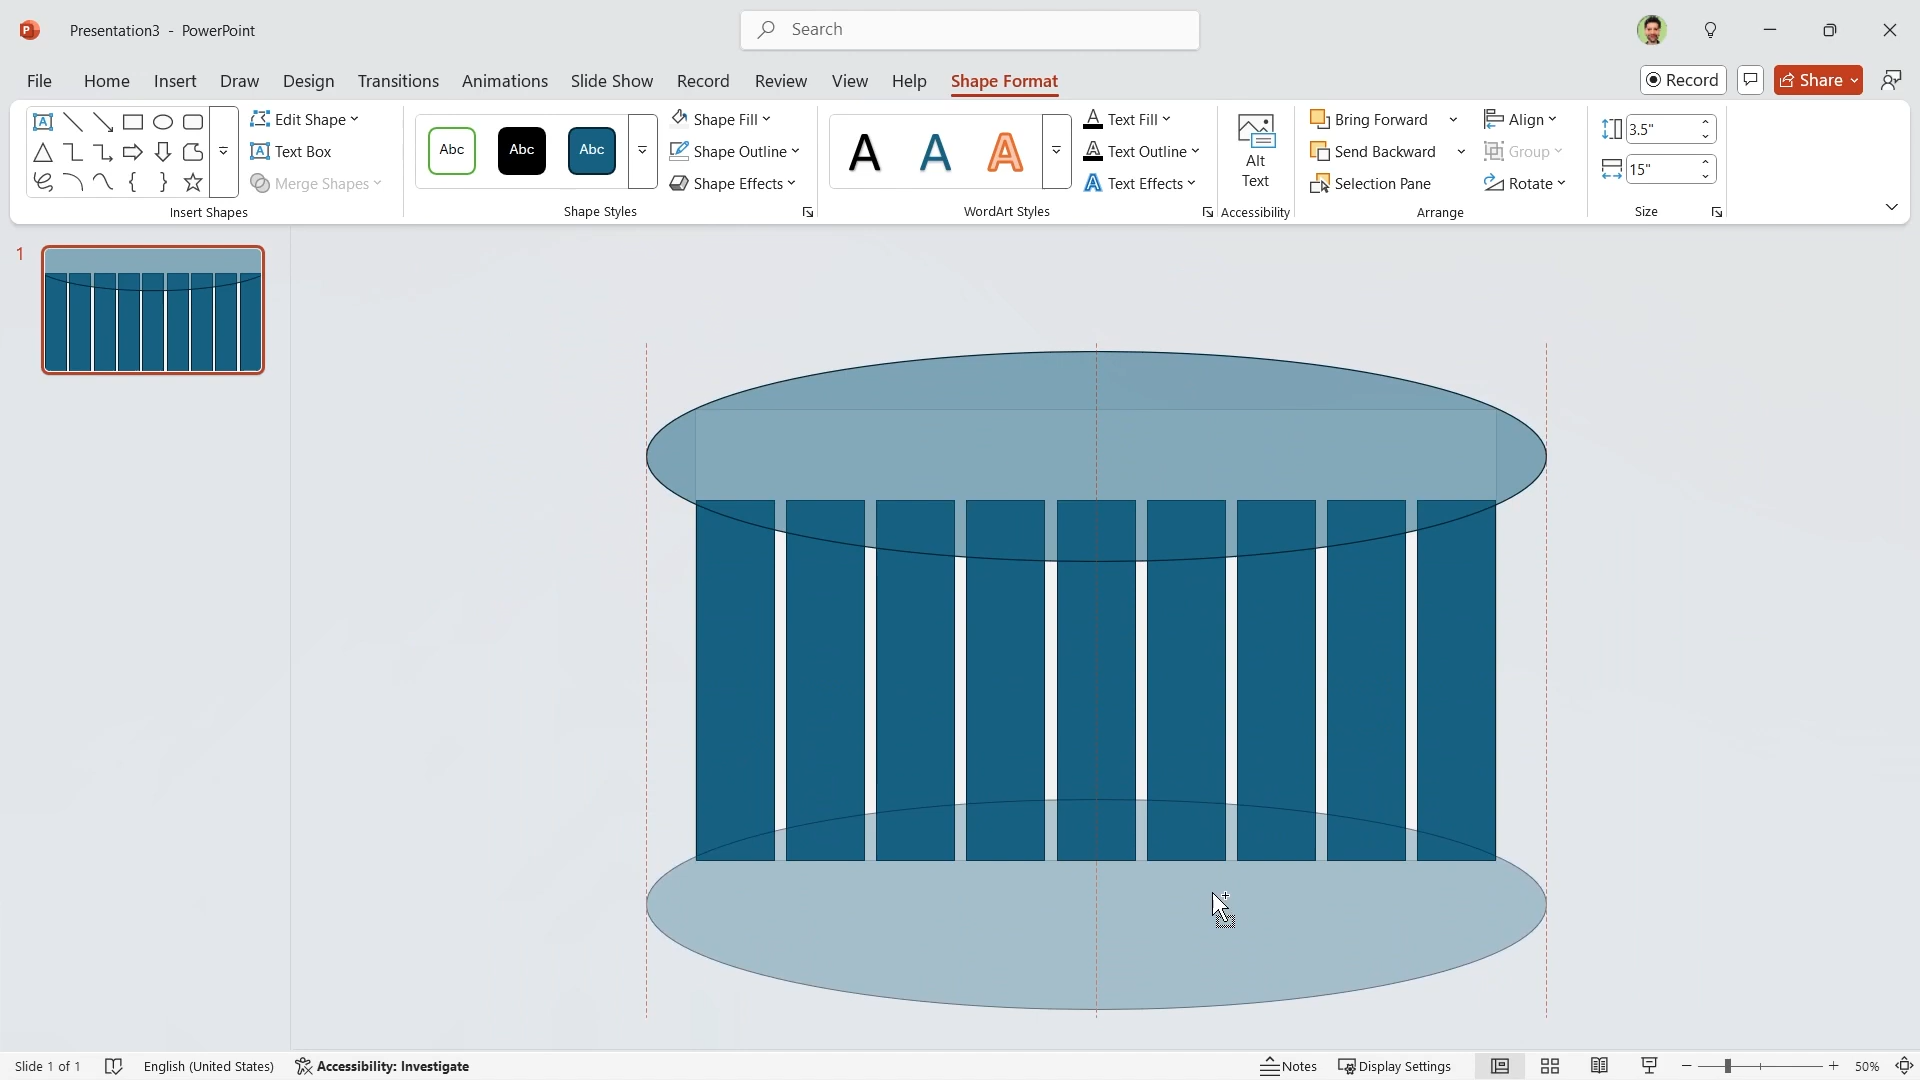 Presentation3 - PowerPoint
Search
File Home Insert Draw Design Transitions Animations Slide Show Record Review View Help Shape Format
Record
Share
Edit Shape
Text Box
Merge Shapes
Insert Shapes
Abc Abc Abc
Shape Fill
Shape Outline
Shape Effects
Shape Styles
A A A
Text Fill
Text Outline
Text Effects
WordArt Styles
Alt
Text
Accessibility
Bring Forward
Send Backward
Selection Pane
Align
Group
Rotate
Arrange
3.5"
15"
Size
1
Slide 1 of 1
English (United States)
Accessibility: Investigate
Notes
Display Settings
50%